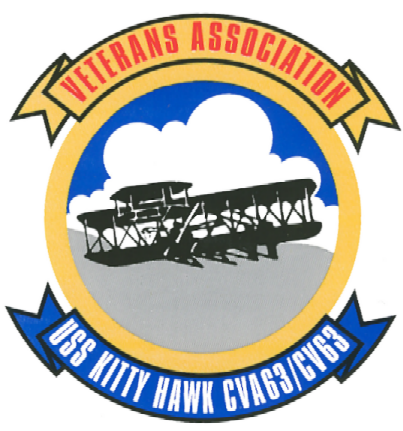 VETERANS ASSOCIATION
USS KITTY HAWK CVA63/CV63